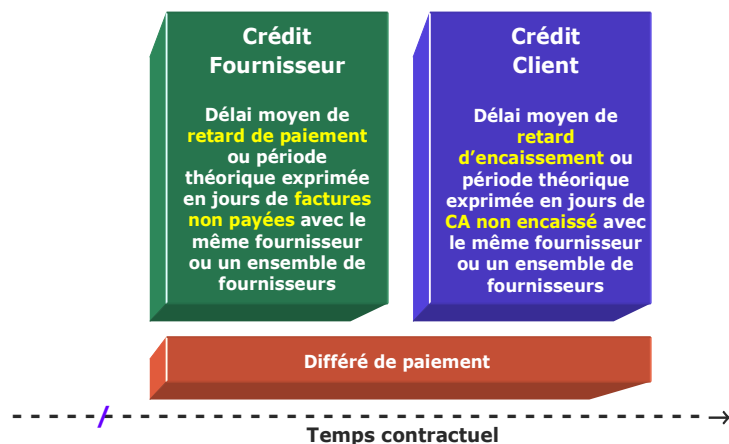 Crédit
Fournisseur
Délai moyen de
retard de paiement
ou période
théorique exprimée
en jours de factures
non payées avec le
même fournisseur
ou un ensemble de
fournisseurs
Crédit
Client
Délai moyen de
retard
d’encaissement ou
période théorique
exprimée en jours de
CA non encaissé avec
le même fournisseur
ou un ensemble de
fournisseurs
Différé de paiement
Temps contractuel